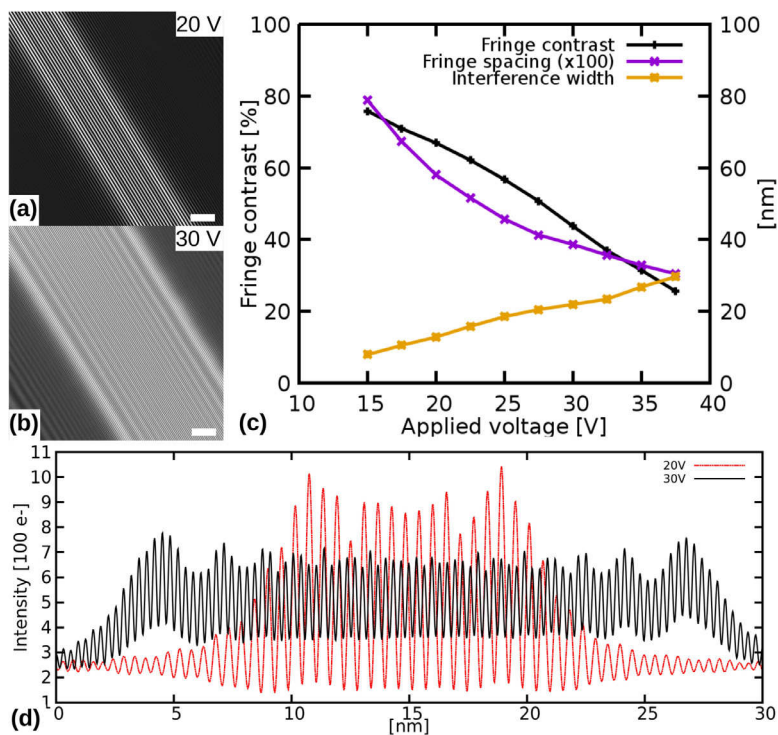 20 V
(a)
30 V
(b)
100
80
60
40
20
0
Fringe contrast [%]
Fringe contrast
Fringe spacing (x100)
Interference width
100
80
60
40
20
0
[nm]
10 15 20 25 30 35 40
Applied voltage [V]
(c)
11
10
9
8
7
6
5
4
3
2
1
Intensity [100 e-]
20V
30V
0 5 10 15 20 25 30
[nm]
(d)